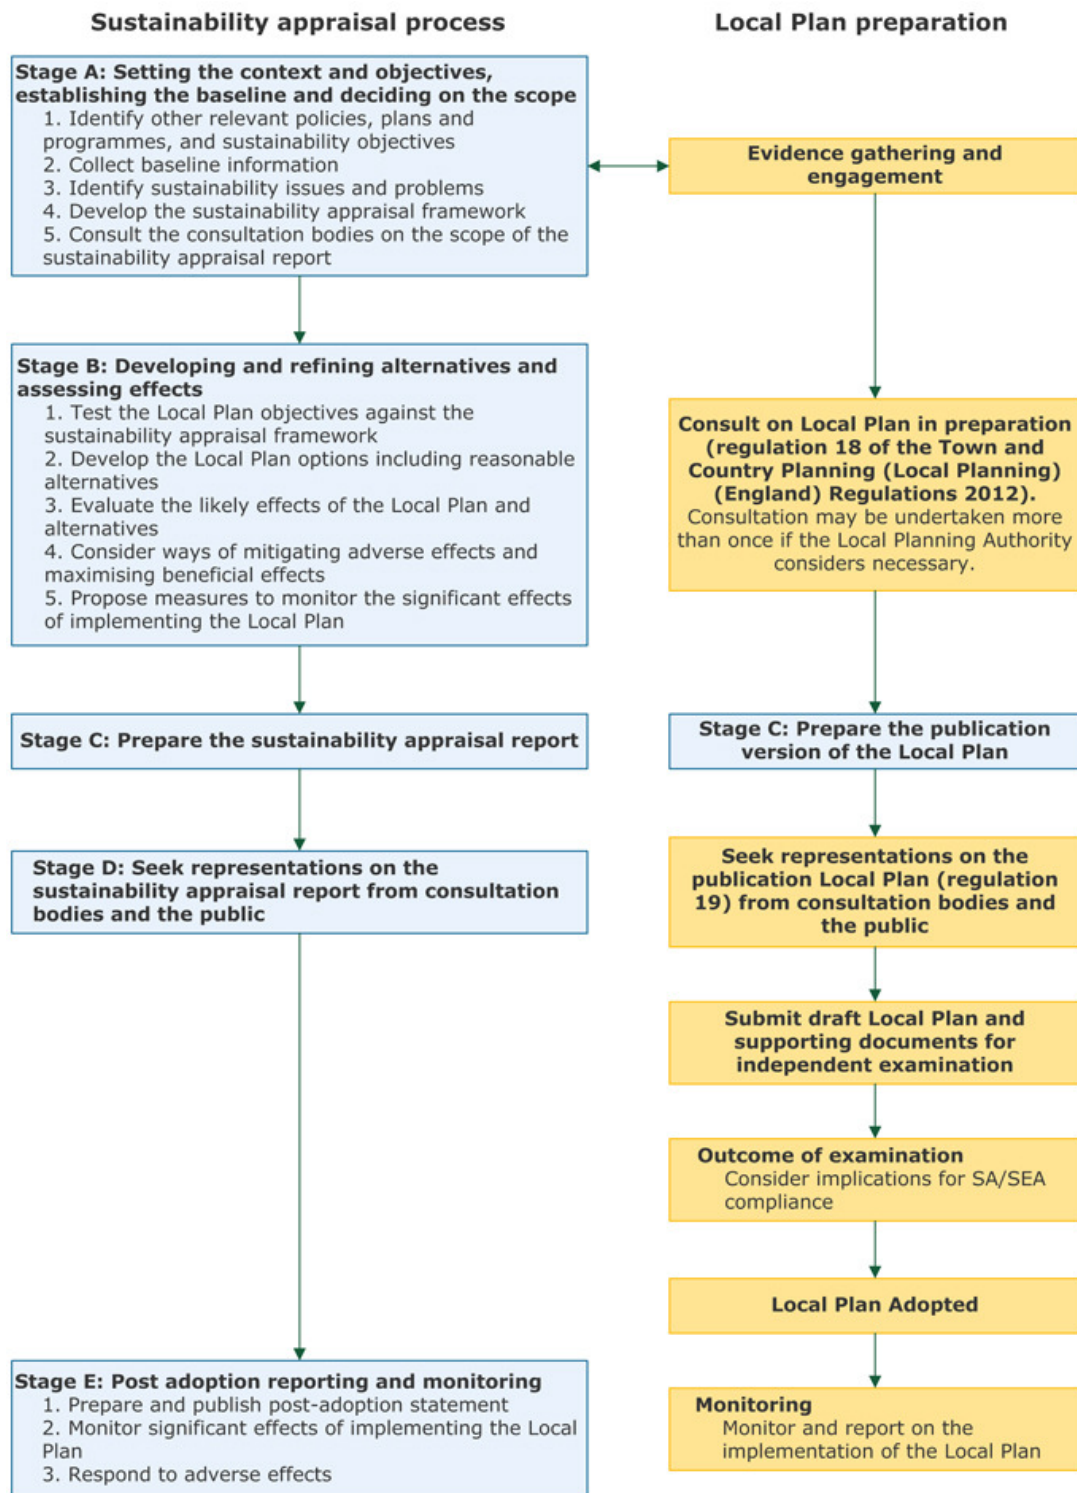 Sustainability appraisal process
Stage A: Setting the context and objectives,
establishing the baseline and deciding on the scope
1. Identify other relevant policies, plans and
programmes, and sustainability objectives
2. Collect baseline information
3. Identify sustainability issues and problems
4. Develop the sustainability appraisal framework
5. Consult the consultation bodies on the scope of the
sustainability appraisal report
Stage B: Developing and refining alternatives and
assessing effects
1. Test the Local Plan objectives against the
sustainability appraisal framework
2. Develop the Local Plan options including reasonable
alternatives
3. Evaluate the likely effects of the Local Plan and
alternatives
4. Consider ways of mitigating adverse effects and
maximising beneficial effects
5. Propose measures to monitor the significant effects
of implementing the Local Plan
Stage C: Prepare the sustainability appraisal report
Stage D: Seek representations on the
sustainability appraisal report from consultation
bodies and the public
Stage E: Post adoption reporting and monitoring
1. Prepare and publish post-adoption statement
2. Monitor significant effects of implementing the Local
Plan
3. Respond to adverse effects
Local Plan preparation
Evidence gathering and
engagement
Consult on Local Plan in preparation
(regulation 18 of the Town and
Country Planning (Local Planning)
(England) Regulations 2012).
Consultation may be undertaken more
than once if the Local Planning Authority
considers necessary.
Stage C: Prepare the publication
version of the Local Plan
Seek representations on the
publication Local Plan (regulation
19) from consultation bodies and
the public
Submit draft Local Plan and
supporting documents for
independent examination
Outcome of examination
Consider implications for SA/SEA
compliance
Local Plan Adopted
Monitoring
Monitor and report on the
implementation of the Local Plan